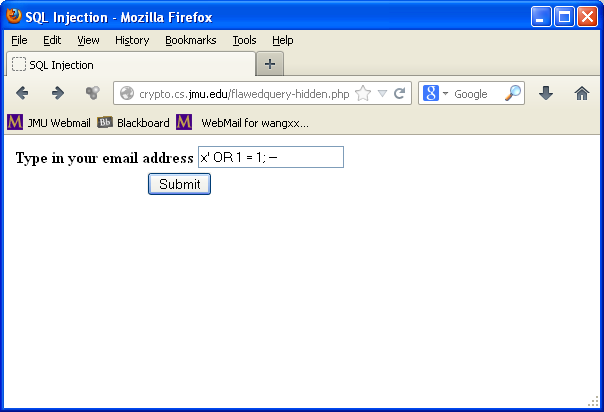 SQL Injection - Mozilla Firefox
File Edit View History Bookmarks Tools Help
SQL Injection
crypto.cs.jmu.edu/flawedquery-hidden.php Google
JMU Webmail Blackboard WebMail for wangxx...
Type in your email address x' OR 1 = 1; --
Submit